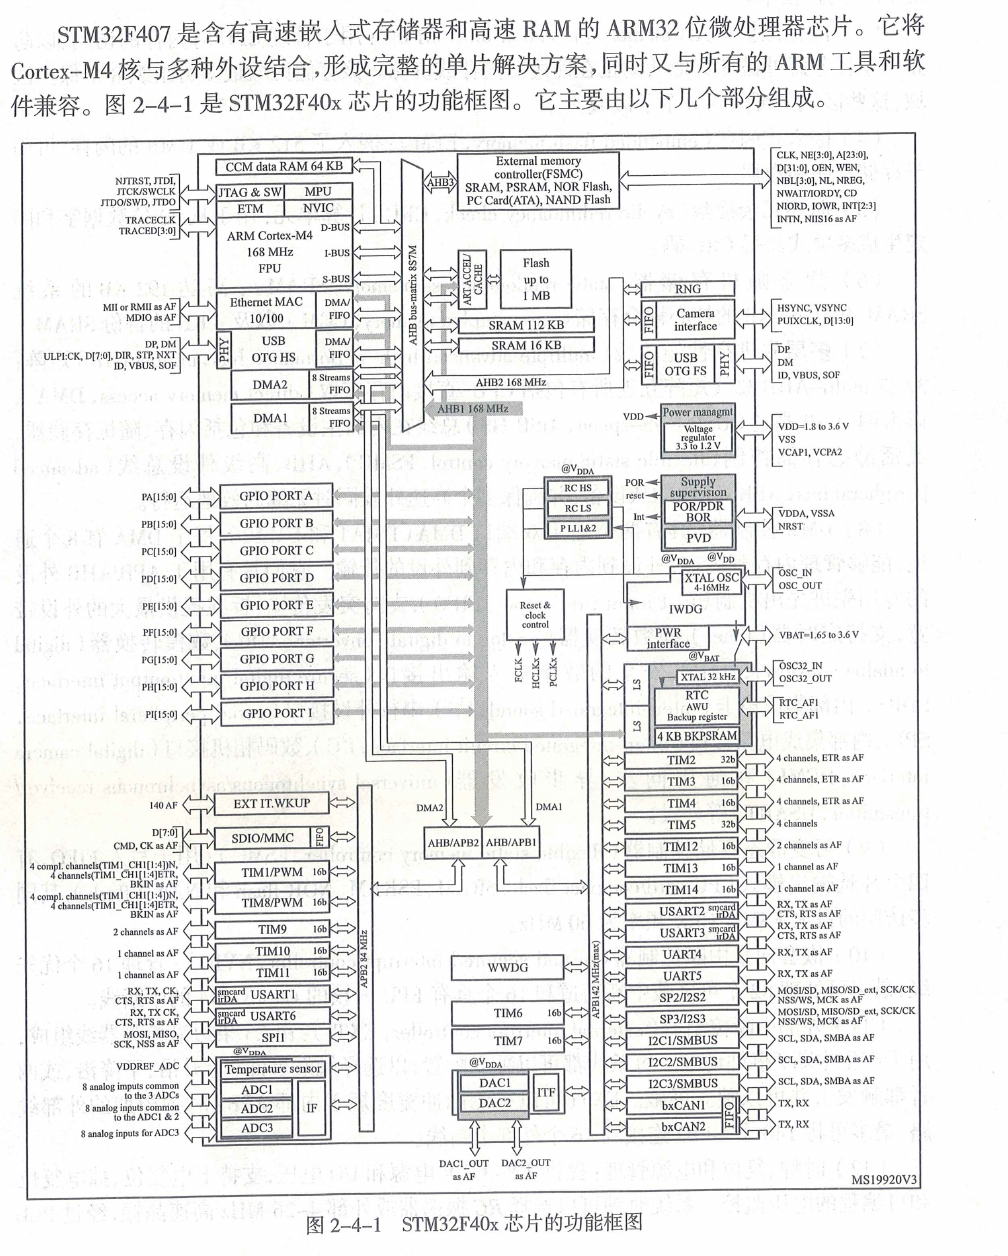 STM32F407 是含有高速嵌入式存储器和高速 RAM 的 ARM32 位微处理器芯片。它将
Cortex-M4 核与多种外设结合,形成完整的单片解决方案,同时又与所有的 ARM 工具和软
件兼容。图 2-4-1 是 STM32F40x 芯片的功能框图。它主要由以下几个部分组成。
CCM data RAM 64 KB
External memory
controller(FSMC)
SRAM, PSRAM, NOR Flash,
PC Card(ATA), NAND Flash
AHB3
CLK, NE[3:0], A[23:0],
D[31:0], OEN, WEN,
NBL[3:0], NL, NREG,
NWAIT/IORDY, CD
NIORD, IOWR, INT[2:3]
INTN, NIIS16 as AF
NJTRST, JTDI,
JTCK/SWCLK
JTDO/SWD, JTDO
TRACECLK
TRACED[3:0]
JTAG & SW
MPU
ETM
NVIC
ARM Cortex-M4
168 MHz
FPU
D-BUS
I-BUS
S-BUS
AHB bus-matrix 8S7M
ART ACCEL/
CACHE
Flash
up to
1 MB
SRAM 112 KB
SRAM 16 KB
AHB2 168 MHz
AHB1 168 MHz
RNG
FIFO
Camera
interface
HSYNC, VSYNC
PUIXCLK, D[13:0]
FIFO
USB
OTG FS
PHY
DP,
DM
ID, VBUS, SOF
MII or RMII as AF
MDIO as AF
Ethernet MAC
10/100
DMA/
FIFO
DP, DM
ULPI:CK, D[7:0], DIR, STP, NXT
ID, VBUS, SOF
PHY
USB
OTG HS
DMA/
FIFO
DMA2
8 Streams
FIFO
DMA1
8 Streams
FIFO
VDD
Power managmt
Voltage
regulator
3.3 to 1.2 V
VDD=1.8 to 3.6 V
VSS
VCAP1, VCPA2
@VDDA
RC HS
RC LS
P LL1&2
POR
reset
Int
Supply
supervision
POR/PDR
BOR
PVD
VDDA, VSSA
NRST
@VDDA
@VDD
XTAL OSC
4-16MHz
OSC_IN
OSC_OUT
IWDG
Reset &
clock
control
FCLK
HCLKx
PCLKx
PWR
interface
VBAT=1.65 to 3.6 V
@VBAT
LS
XTAL 32 kHz
OSC32_IN
OSC32_OUT
LS
RTC
AWU
Backup register
RTC_AF1
RTC_AF1
4 KB BKPSRAM
PA[15:0]
GPIO PORT A
PB[15:0]
GPIO PORT B
PC[15:0]
GPIO PORT C
PD[15:0]
GPIO PORT D
PE[15:0]
GPIO PORT E
PF[15:0]
GPIO PORT F
PG[15:0]
GPIO PORT G
PH[15:0]
GPIO PORT H
PI[15:0]
GPIO PORT I
DMA2
DMA1
AHB/APB2
AHB/APB1
140 AF
EXT IT.WKUP
D[7:0]
CMD, CK as AF
SDIO/MMC
FIFO
4 compl. channels(TIM1_CH1[1:4])N,
4 channels(TIM1_CH1[1:4]ETR,
BKIN as AF
TIM1/PWM 16b
4 compl. channels(TIM1_CH1[1:4])N,
4 channels(TIM1_CH1[1:4]ETR,
BKIN as AF
TIM8/PWM 16b
2 channels as AF
TIM9 16b
1 channel as AF
TIM10 16b
1 channel as AF
TIM11 16b
RX, TX, CK,
CTS, RTS as AF
smcard
irDA
USART1
RX, TX CK,
CTS, RTS as AF
smcard
irDA
USART6
MOSI, MISO,
SCK, NSS as AF
SPI1
@VDDA
VDDREF_ADC
Temperature sensor
8 analog inputs common
to the 3 ADCs
ADC1
8 analog inputs common
to the ADC1 & 2
ADC2
8 analog inputs for ADC3
ADC3
IF
APB2 84 MHz
WWDG
TIM6 16b
TIM7 16b
@VDDA
DAC1
DAC2
ITF
DAC1_OUT
as AF
DAC2_OUT
as AF
APB142 MHz(max)
TIM2 32b
4 channels, ETR as AF
TIM3 16b
4 channels, ETR as AF
TIM4 16b
4 channels, ETR as AF
TIM5 32b
4 channels
TIM12 16b
2 channels as AF
TIM13 16b
1 channel as AF
TIM14 16b
1 channel as AF
USART2 smcard
irDA
RX, TX as AF
CTS, RTS as AF
USART3 smcard
irDA
RX, TX as AF
CTS, RTS as AF
UART4
RX,TX as AF
UART5
RX, TX as AF
SP2/I2S2
MOSI/SD, MISO/SD_ext, SCK/CK
NSS/WS, MCK as AF
SP3/I2S3
MOSI/SD, MISO/SD_ext, SCK/CK
NSS/WS, MCK as AF
I2C1/SMBUS
SCL, SDA, SMBA as AF
I2C2/SMBUS
SCL, SDA, SMBA as AF
I2C3/SMBUS
SCL, SDA, SMBA as AF
bxCAN1
TX, RX
bxCAN2
TX, RX
FIFO
MS19920V3
图 2-4-1 STM32F40x 芯片的功能框图